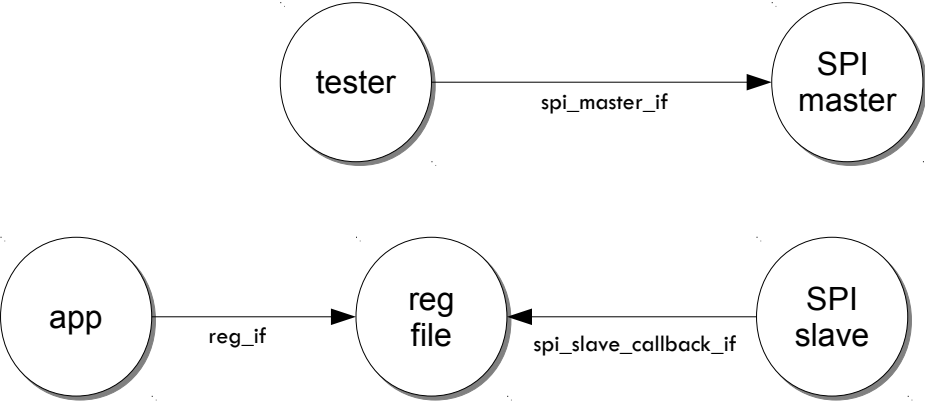 tester
SPI
master
spi_master_if
app
reg
file
SPI
slave
reg_if
spi_slave_callback_if